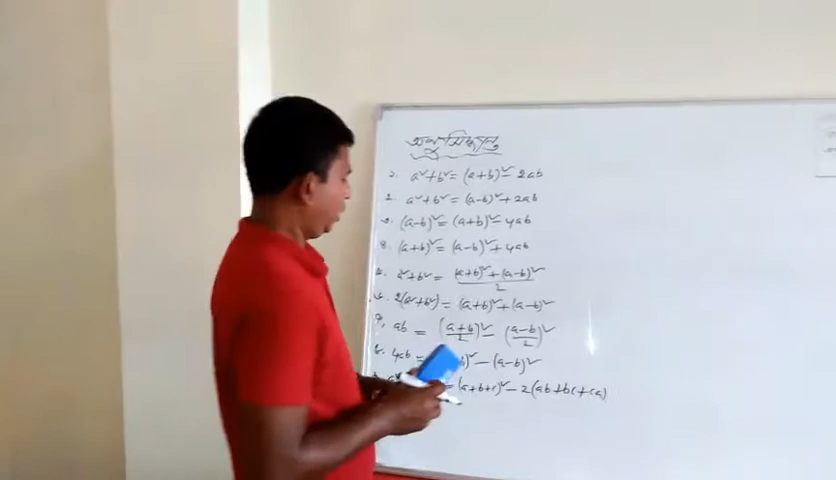 অনুসিদ্ধান্ত
১. a² + b² = (a+b)² - 2ab
২. a² + b² = (a-b)² + 2ab
৩. (a-b)² = (a+b)² - 4ab
৪. (a+b)² = (a-b)² + 4ab
৫. a² + b² = ((a+b)² + (a-b)²)/2
৬. 2(a² + b²) = (a+b)² + (a-b)²
৭. ab = ((a+b)/2)² - ((a-b)/2)²
৮. 4ab = b)² - (a-b)²
= (a+b+c)² - 2(ab+bc+ca)